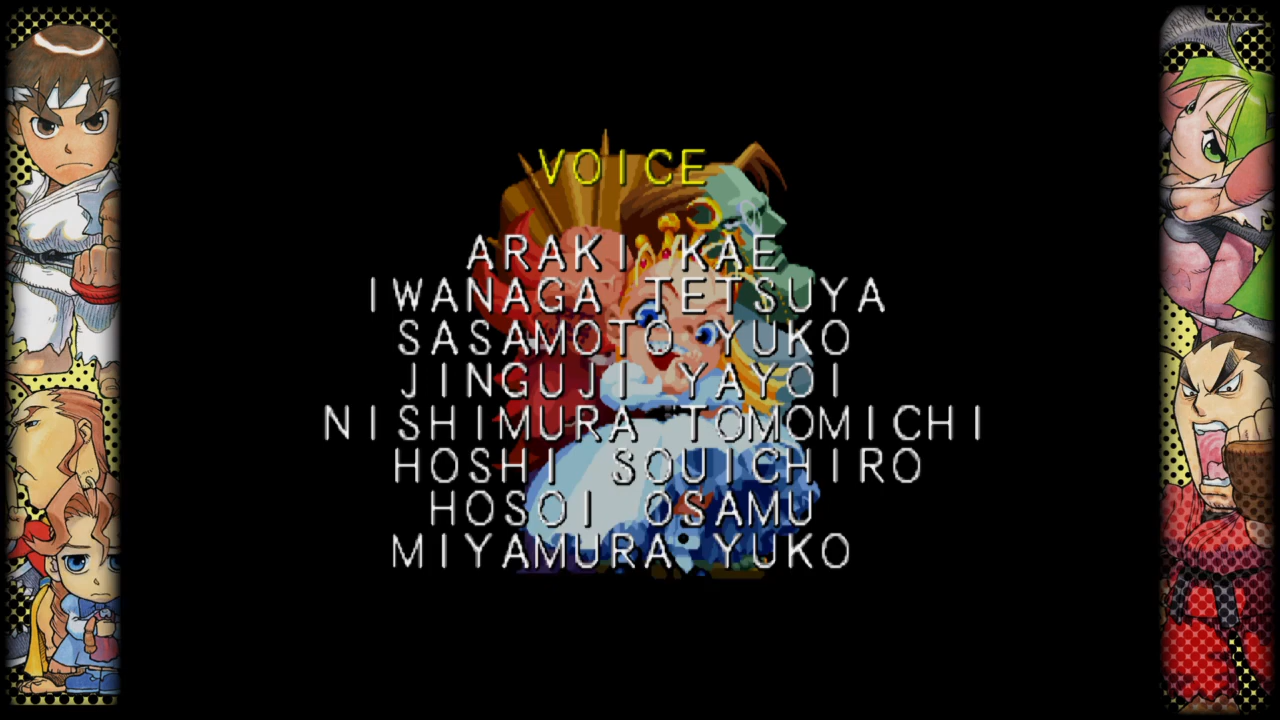 VOICE
ARAKI KAE
IWANAGA TETSUYA
SASAMOTO YUKO
JINGUJI YAYOI
NISHIMURA TOMOMICHI
HOSHI SOUICHIRO
HOSOI OSAMU
MIYAMURA YUKO